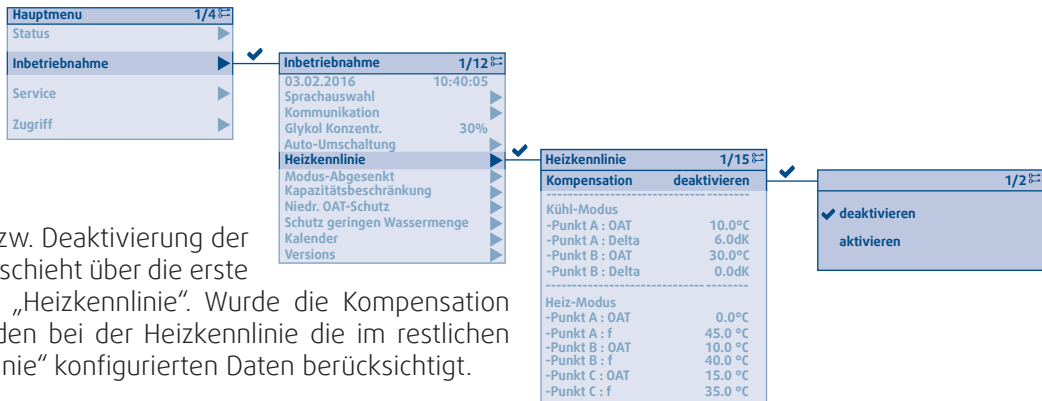 Hauptmenu 1/4
Status
Inbetriebnahme
Service
Zugriff
Inbetriebnahme 1/12
03.02.2016 10:40:05
Sprachauswahl
Kommunikation
Glykol Konzentr. 30%
Auto-Umschaltung
Heizkennlinie
Modus-Abgesenkt
Kapazitätsbeschränkung
Niedr. OAT-Schutz
Schutz geringen Wassermenge
Kalender
Versions
Heizkennlinie 1/15
Kompensation deaktivieren
Kühl-Modus
-Punkt A : OAT 10.0°C
-Punkt A : Delta 6.0dK
-Punkt B : OAT 30.0°C
-Punkt B : Delta 0.0dK
Heiz-Modus
-Punkt A : OAT 0.0°C
-Punkt A : f 45.0 °C
-Punkt B : OAT 10.0 °C
-Punkt B : f 40.0 °C
-Punkt C : OAT 15.0 °C
-Punkt C : f 35.0 °C
1/2
deaktivieren
aktivieren
zw. Deaktivierung der
schieht über die erste
„Heizkennlinie“. Wurde die Kompensation
den bei der Heizkennlinie die im restlichen
nie“ konfigurierten Daten berücksichtigt.